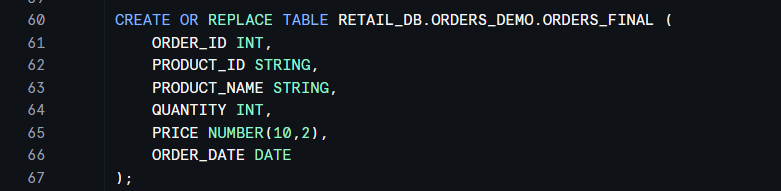 60 CREATE OR REPLACE TABLE RETAIL_DB.ORDERS_DEMO.ORDERS_FINAL (
61 ORDER_ID INT,
62 PRODUCT_ID STRING,
63 PRODUCT_NAME STRING,
64 QUANTITY INT,
65 PRICE NUMBER(10,2),
66 ORDER_DATE DATE
67 );